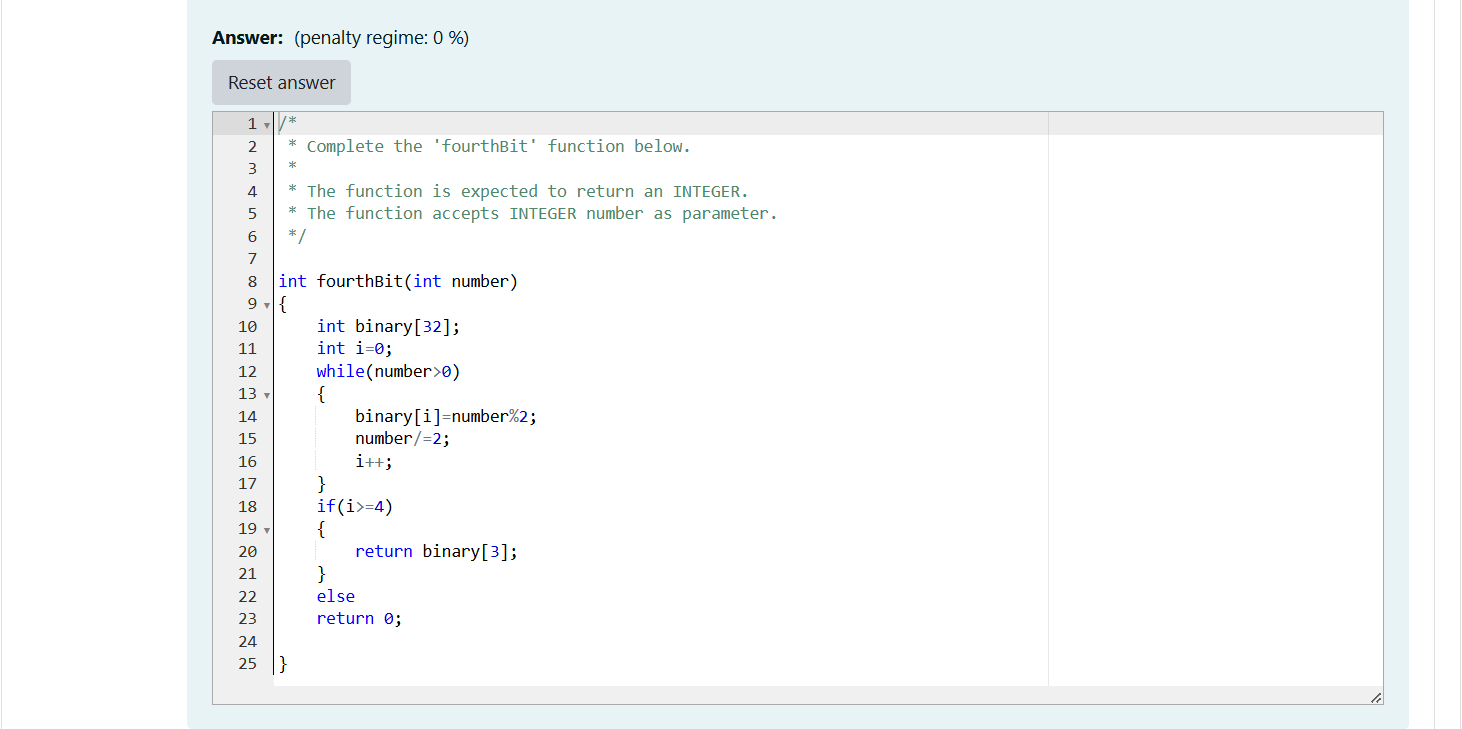 Answer: (penalty regime: 0 %)
Reset answer
1 /*
2  * Complete the 'fourthBit' function below.
3  *
4  * The function is expected to return an INTEGER.
5  * The function accepts INTEGER number as parameter.
6  */
7
8 int fourthBit(int number)
9 {
10     int binary[32];
11     int i=0;
12     while(number>0)
13     {
14         binary[i]=number%2;
15         number/=2;
16         i++;
17     }
18     if(i>=4)
19     {
20         return binary[3];
21     }
22     else
23     return 0;
24
25 }